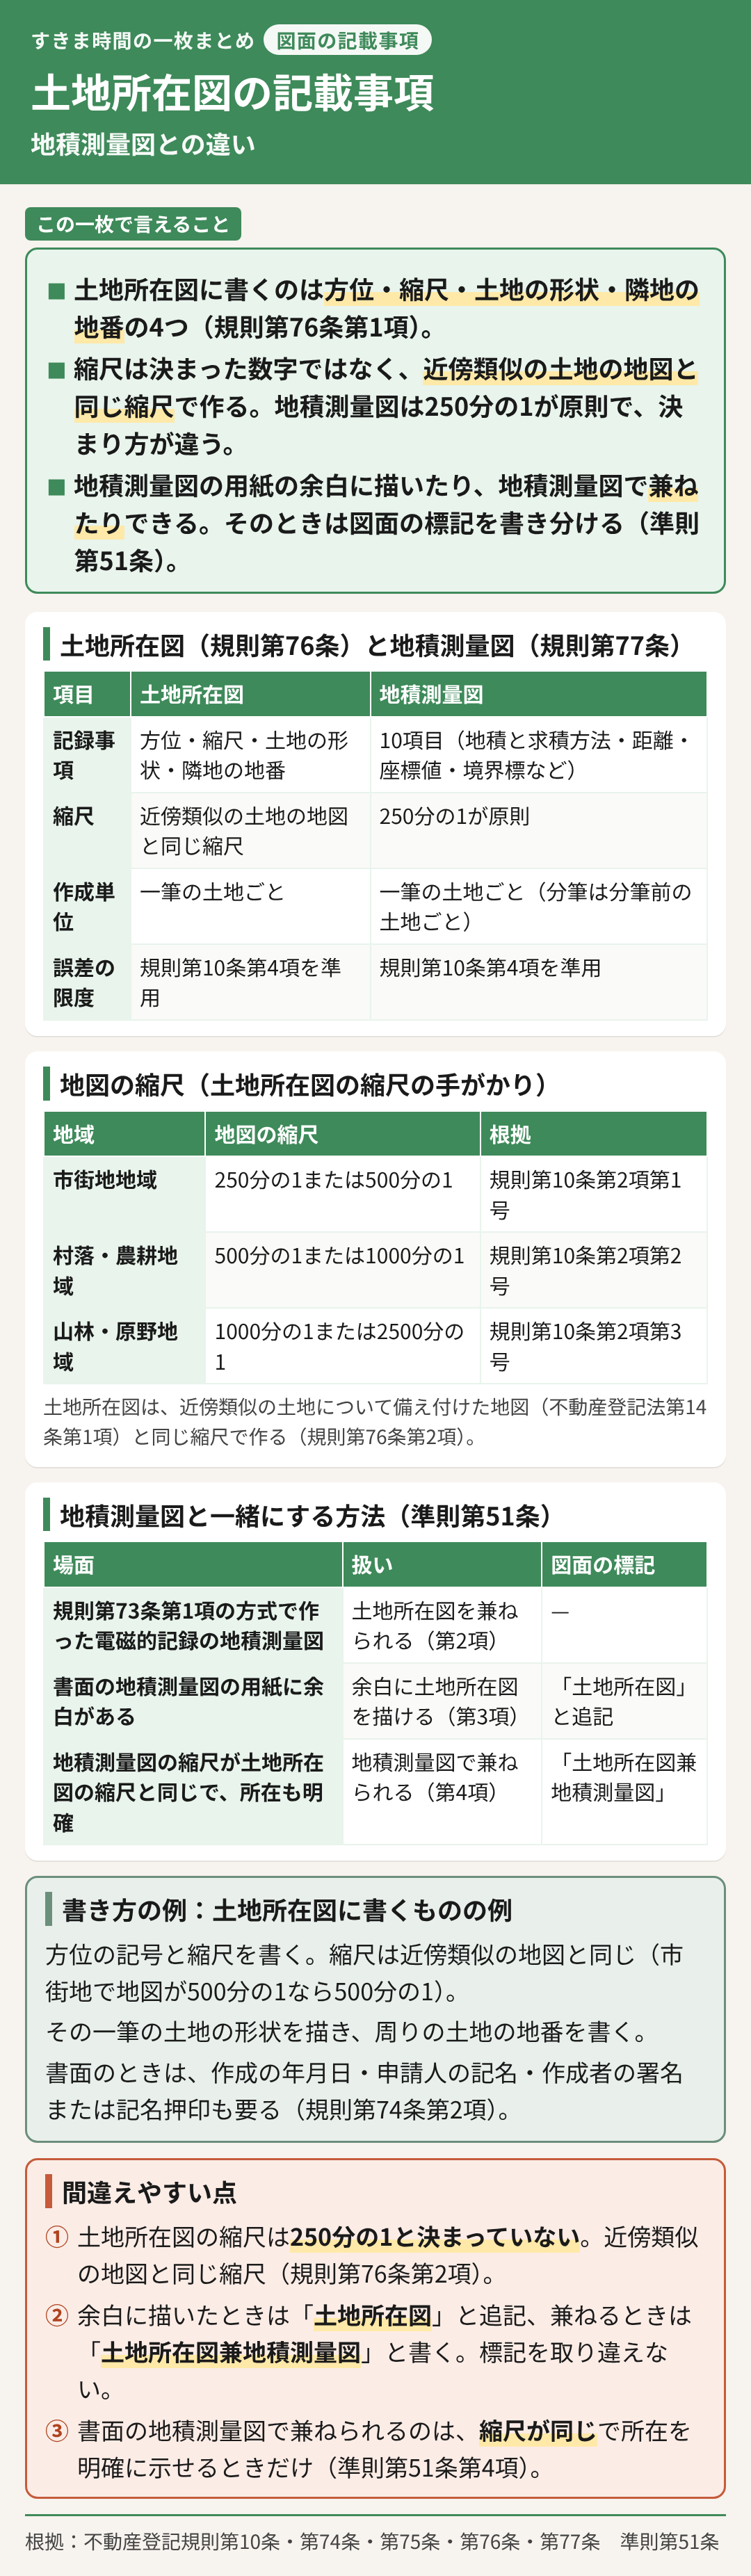 すきま時間の一枚まとめ 図面の記載事項
土地所在図の記載事項
地積測量図との違い
この一枚で言えること
■ 土地所在図に書くのは方位・縮尺・土地の形状・隣地の
地番の4つ（規則第76条第1項）。
■ 縮尺は決まった数字ではなく、近傍類似の土地の地図と
同じ縮尺で作る。地積測量図は250分の1が原則で、決
まり方が違う。
■ 地積測量図の用紙の余白に描いたり、地積測量図で兼ね
たりできる。そのときは図面の標記を書き分ける（準則
第51条）。
土地所在図（規則第76条）と地積測量図（規則第77条）
項目 土地所在図 地積測量図
記録事 方位・縮尺・土地の形 10項目（地積と求積方法・距離・
項 状・隣地の地番 座標値・境界標など）
縮尺 近傍類似の土地の地図 250分の1が原則
と同じ縮尺
作成単 一筆の土地ごと 一筆の土地ごと（分筆は分筆前の
位 土地ごと）
誤差の 規則第10条第4項を準 規則第10条第4項を準用
限度 用
地図の縮尺（土地所在図の縮尺の手がかり）
地域 地図の縮尺 根拠
市街地地域 250分の1または500分の1 規則第10条第2項第1
号
村落・農耕地 500分の1または1000分の1 規則第10条第2項第2
域 号
山林・原野地 1000分の1または2500分の 規則第10条第2項第3
域 1 号
土地所在図は、近傍類似の土地について備え付けた地図（不動産登記法第14
条第1項）と同じ縮尺で作る（規則第76条第2項）。
地積測量図と一緒にする方法（準則第51条）
場面 扱い 図面の標記
規則第73条第1項の方式で作 土地所在図を兼ね —
った電磁的記録の地積測量図 られる（第2項）
書面の地積測量図の用紙に余 余白に土地所在図 「土地所在図」
白がある を描ける（第3項） と追記
地積測量図の縮尺が土地所在 地積測量図で兼ね 「土地所在図兼
図の縮尺と同じで、所在も明 られる（第4項） 地積測量図」
確
書き方の例：土地所在図に書くものの例
方位の記号と縮尺を書く。縮尺は近傍類似の地図と同じ（市
街地で地図が500分の1なら500分の1）。
その一筆の土地の形状を描き、周りの土地の地番を書く。
書面のときは、作成の年月日・申請人の記名・作成者の署名
または記名押印も要る（規則第74条第2項）。
間違えやすい点
① 土地所在図の縮尺は250分の1と決まっていない。近傍類似
の地図と同じ縮尺（規則第76条第2項）。
② 余白に描いたときは「土地所在図」と追記、兼ねるときは
「土地所在図兼地積測量図」と書く。標記を取り違えな
い。
③ 書面の地積測量図で兼ねられるのは、縮尺が同じで所在を
明確に示せるときだけ（準則第51条第4項）。
根拠：不動産登記規則第10条・第74条・第75条・第76条・第77条　準則第51条